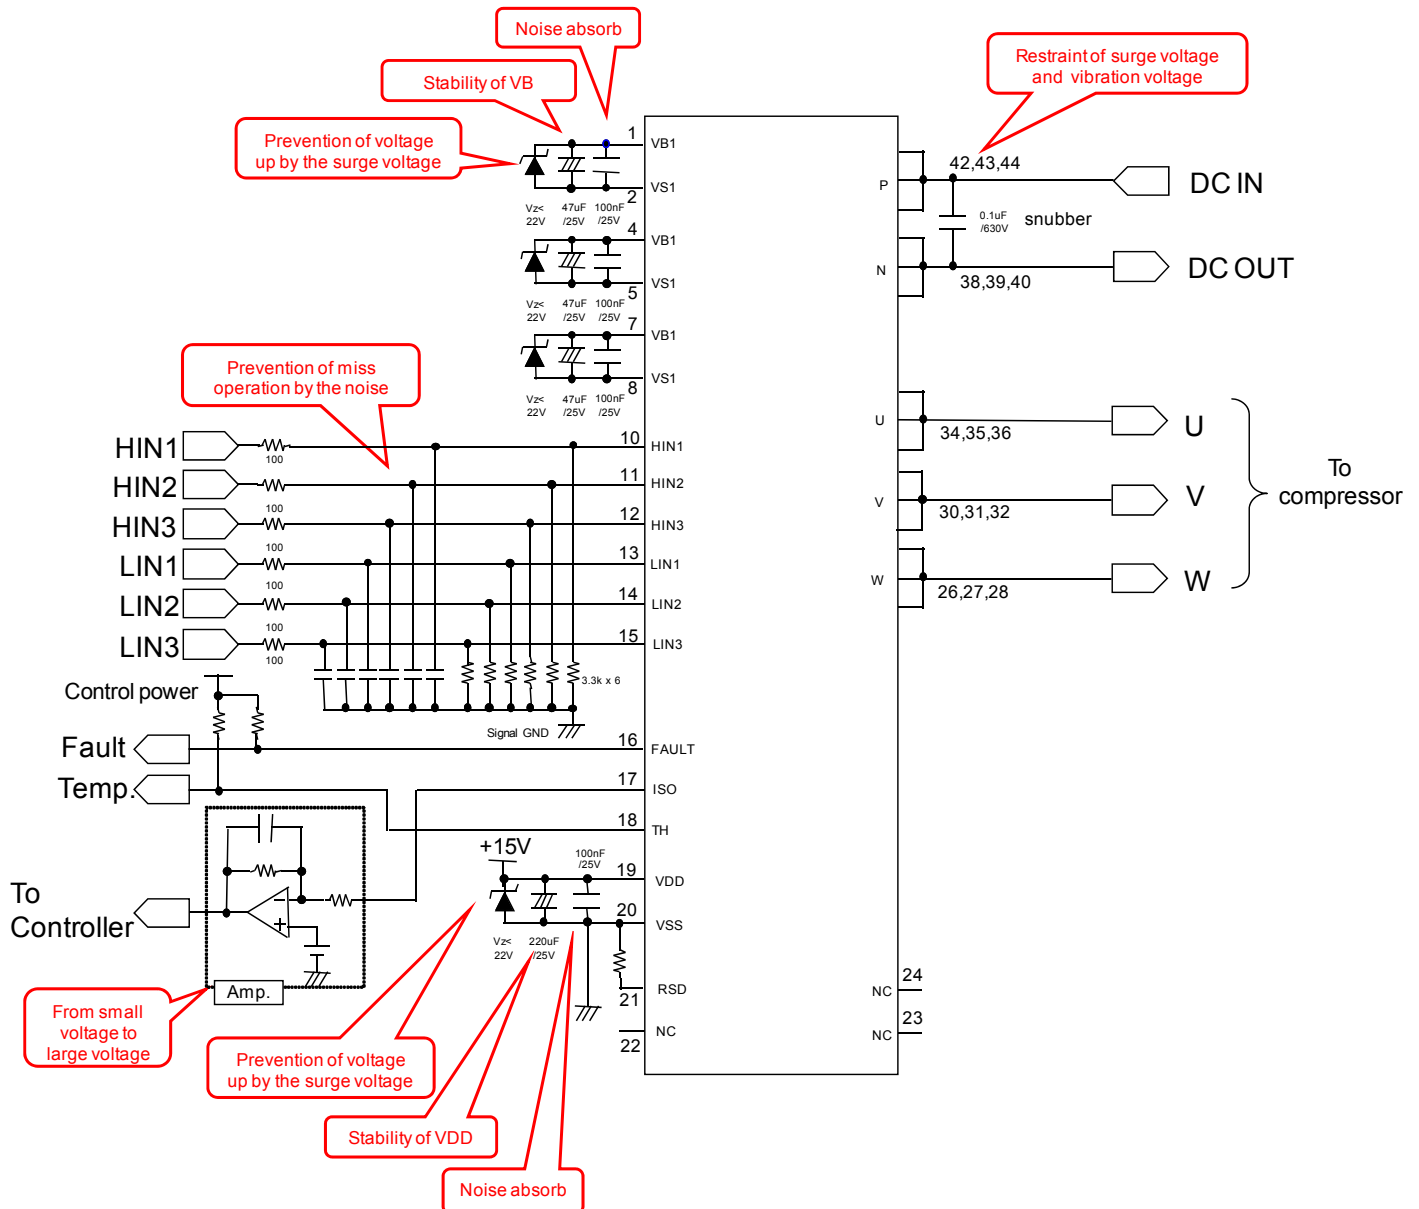 Noise absorb
Stability of VB
Prevention of voltage
up by the surge voltage
Restraint of surge voltage
and vibration voltage
1
VB1
VS1
2
Vz<
22V
47uF
/25V
100nF
/25V
4
VB1
VS1
5
Vz<
22V
47uF
/25V
100nF
/25V
7
VB1
VS1
8
Vz<
22V
47uF
/25V
100nF
/25V
P
42,43,44
DC IN
0.1uF
/630V
snubber
N
38,39,40
DC OUT
Prevention of miss
operation by the noise
HIN1
100
10
HIN1
HIN2
100
11
HIN2
HIN3
100
12
HIN3
LIN1
100
13
LIN1
LIN2
100
14
LIN2
LIN3
100
15
LIN3
3.3k x 6
Signal GND
U
34,35,36
U
V
30,31,32
V
W
26,27,28
W
To
compressor
Control power
Fault
16
FAULT
Temp.
17
ISO
18
TH
+15V
100nF
/25V
19
VDD
20
VSS
Vz<
22V
220uF
/25V
RSD
21
NC
22
24
NC
23
NC
To
Controller
Amp.
From small
voltage to
large voltage
Prevention of voltage
up by the surge voltage
Stability of VDD
Noise absorb